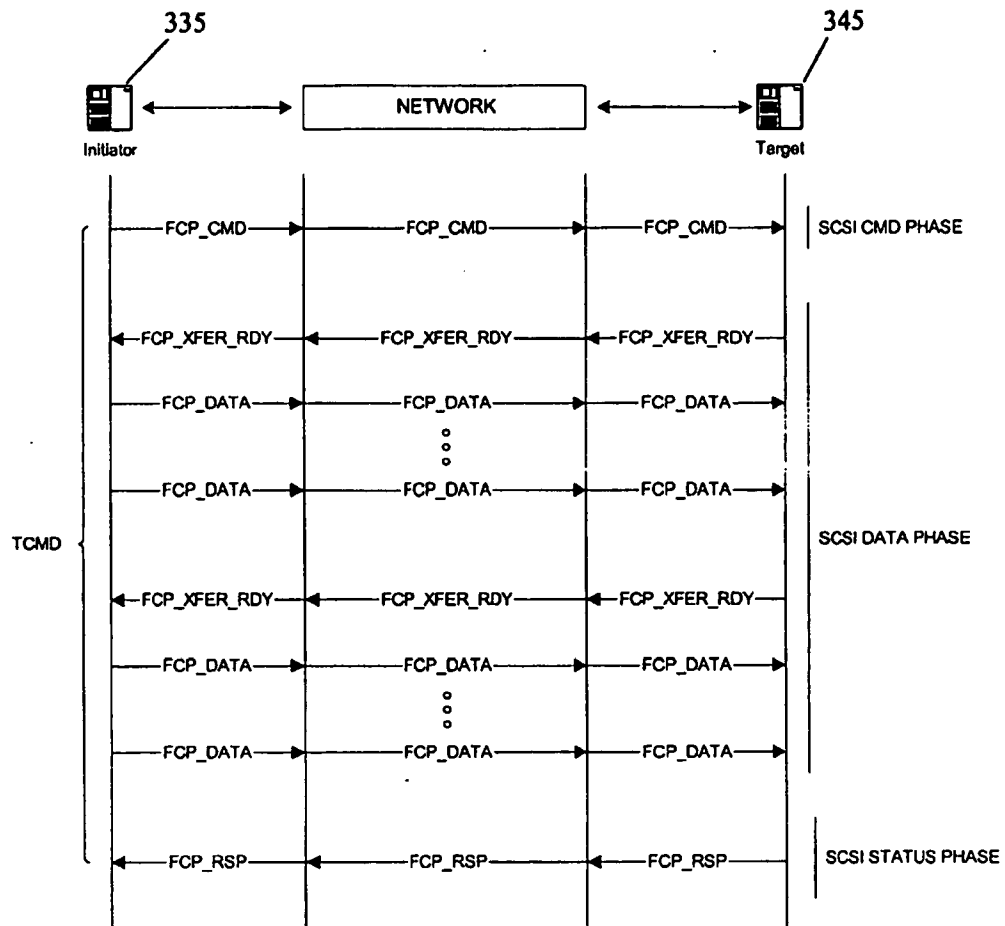 335
345
NETWORK
Initiator
Target
FCP_CMD FCP_CMD FCP_CMD SCSI CMD PHASE
FCP_XFER_RDY FCP_XFER_RDY FCP_XFER_RDY
FCP_DATA FCP_DATA FCP_DATA
FCP_DATA FCP_DATA FCP_DATA
TCMD
SCSI DATA PHASE
FCP_XFER_RDY FCP_XFER_RDY FCP_XFER_RDY
FCP_DATA FCP_DATA FCP_DATA
FCP_DATA FCP_DATA FCP_DATA
FCP_RSP FCP_RSP FCP_RSP SCSI STATUS PHASE